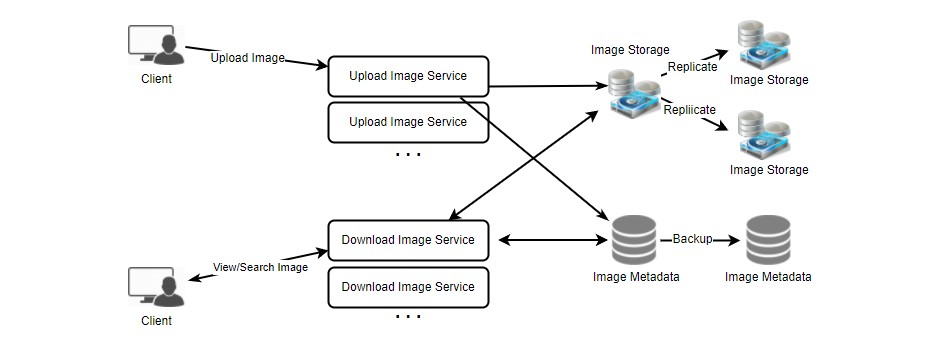 Upload Image
Client
Upload Image Service
Upload Image Service
. . .
Image Storage
Replicate
Image Storage
Repliicate
Image Storage
Download Image Service
Download Image Service
. . .
View/Search Image
Client
Image Metadata
Backup
Image Metadata